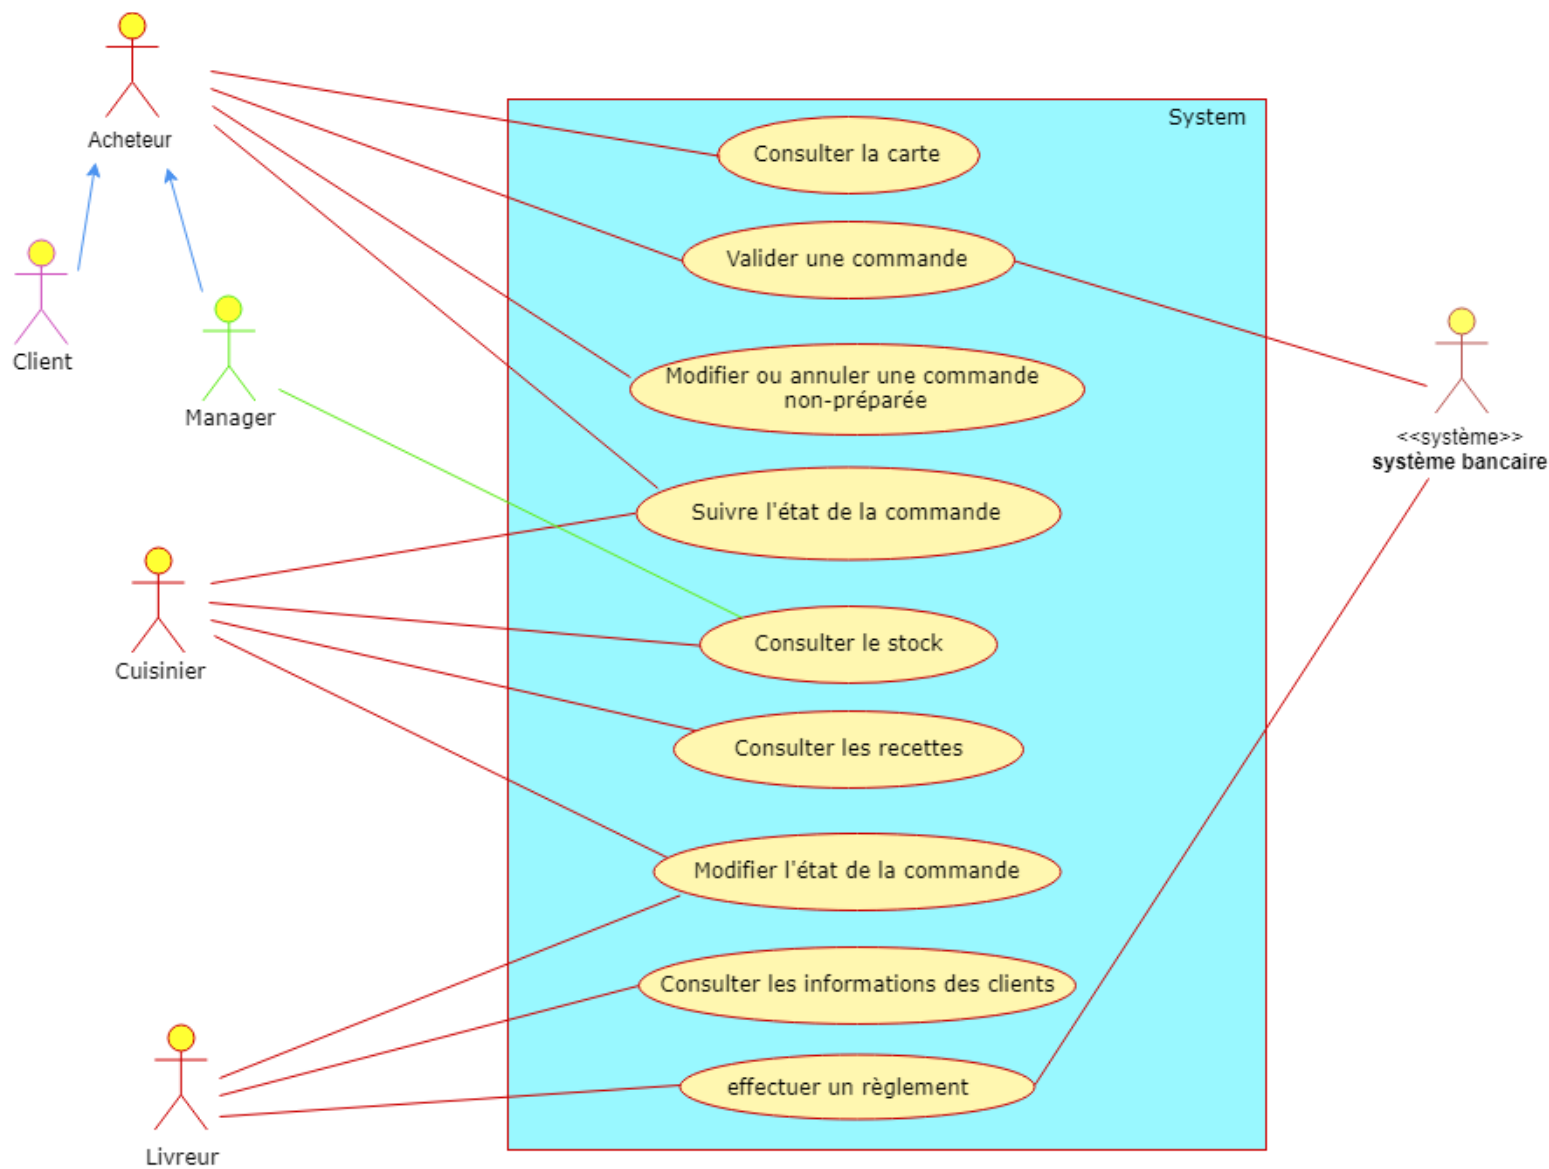 System
Acheteur
Consulter la carte
Valider une commande
Client
Manager
Modifier ou annuler une commande
non-préparée
<<système>>
système bancaire
Suivre l'état de la commande
Cuisinier
Consulter le stock
Consulter les recettes
Modifier l'état de la commande
Consulter les informations des clients
effectuer un règlement
Livreur